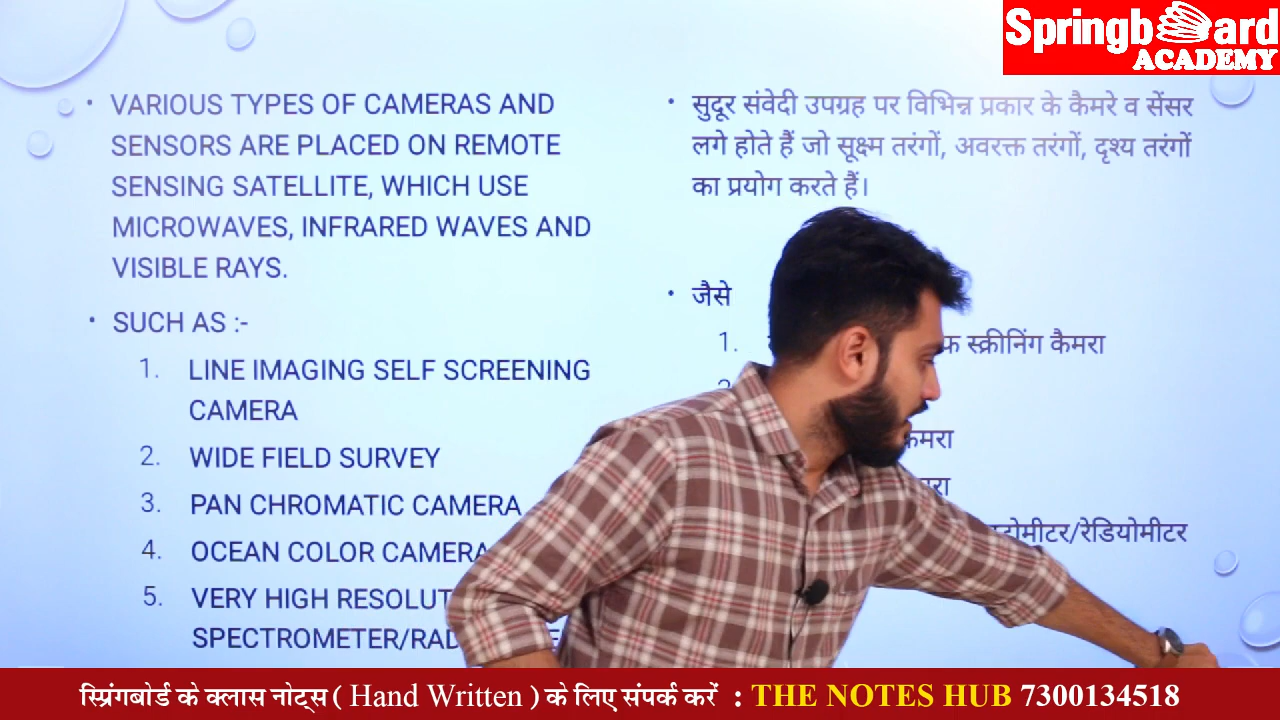 Springboard
ACADEMY
• VARIOUS TYPES OF CAMERAS AND
SENSORS ARE PLACED ON REMOTE
SENSING SATELLITE, WHICH USE
MICROWAVES, INFRARED WAVES AND
VISIBLE RAYS.
• SUCH AS :-
1. LINE IMAGING SELF SCREENING
CAMERA
2. WIDE FIELD SURVEY
3. PAN CHROMATIC CAMERA
4. OCEAN COLOR CAMERA
5. VERY HIGH RESOLUT
SPECTROMETER/RAD
• सुदूर संवेदी उपग्रह पर विभिन्न प्रकार के कैमरे व सेंसर
लगे होते हैं जो सूक्ष्म तरंगों, अवरक्त तरंगों, दृश्य तरंगों
का प्रयोग करते हैं।
• जैसे
1. स्क्रीनिंग कैमरा
2.
कैमरा
टोमीटर/रेडियोमीटर
स्प्रिंगबोर्ड के क्लास नोट्स ( Hand Written ) के लिए संपर्क करें : THE NOTES HUB 7300134518